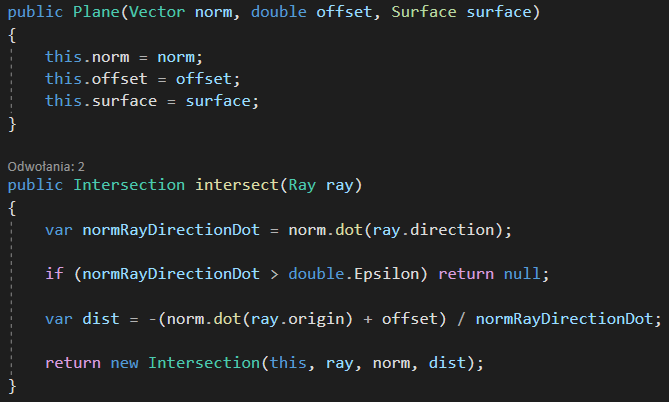 public Plane(Vector norm, double offset, Surface surface)
{
    this.norm = norm;
    this.offset = offset;
    this.surface = surface;
}
Odwołania: 2
public Intersection intersect(Ray ray)
{
    var normRayDirectionDot = norm.dot(ray.direction);
    if (normRayDirectionDot > double.Epsilon) return null;
    var dist = -(norm.dot(ray.origin) + offset) / normRayDirectionDot;
    return new Intersection(this, ray, norm, dist);
}